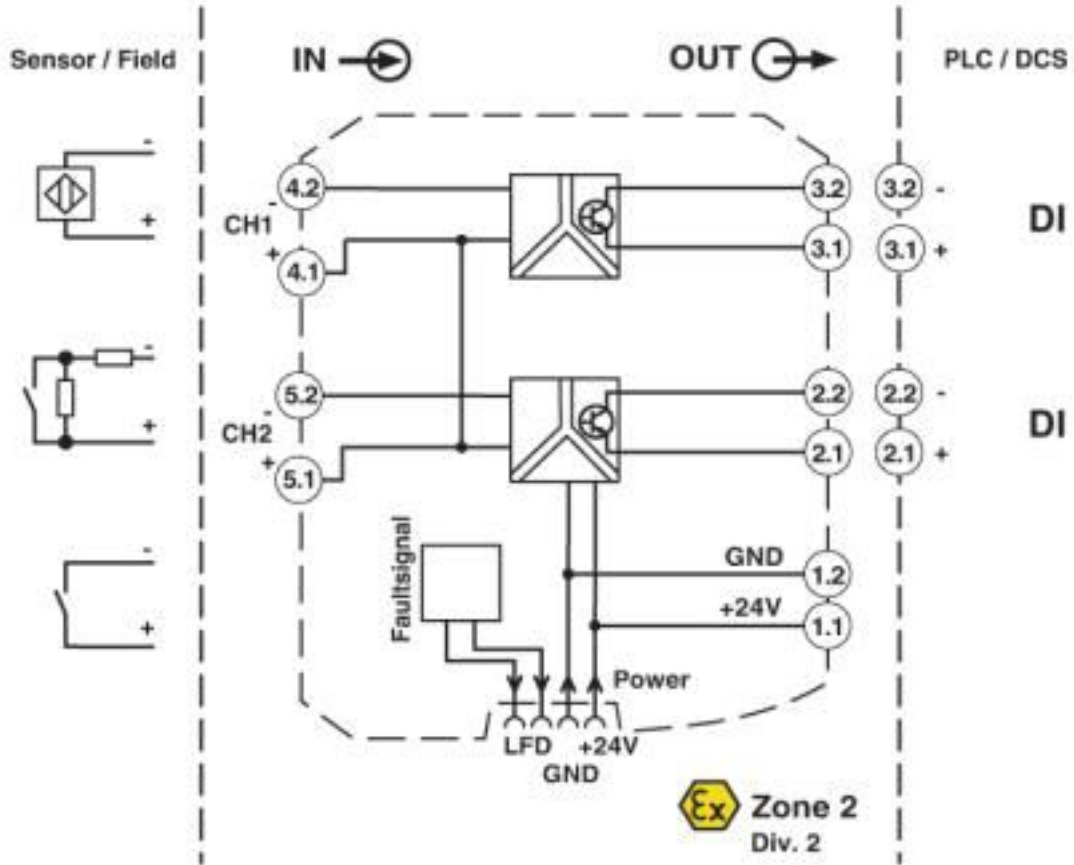 Sensor / Field
IN
OUT
PLC / DCS
-
+
4.2
-
CH1
+
4.1
3.2
3.1
3.2 -
3.1 +
DI
-
+
5.2
-
CH2
+
5.1
2.2
2.1
2.2 -
2.1 +
DI
-
+
Faultsignal
GND
1.2
+24V
1.1
Power
LFD +24V
GND
Ex Zone 2
Div. 2